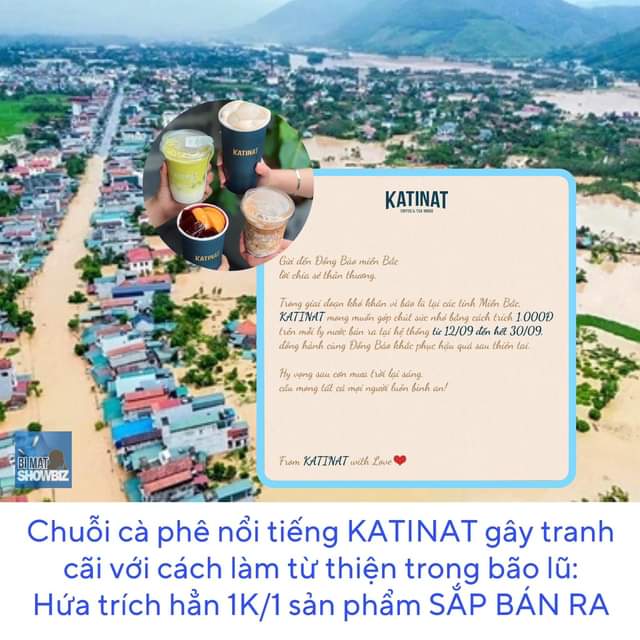 KATINAT
KATINAT
KATINAT
COFFEE & TEA HOUSE
Gửi đến Đồng Bào miền Bắc
lời chia sẻ thân thương,
Trong giai đoạn khó khăn vì bão lũ tại các tỉnh Miền Bắc,
KATINAT mong muốn góp chút sức nhỏ bằng cách trích 1.000Đ
trên mỗi ly nước bán ra tại hệ thống từ 12/09 đến hết 30/09,
đồng hành cùng Đồng Bào khắc phục hậu quả sau thiên tai.
Hy vọng sau cơn mưa trời lại sáng,
cầu mong tất cả mọi người luôn bình an!
From KATINAT with Love
BÍ MẬT
SHOWBIZ
Chuỗi cà phê nổi tiếng KATINAT gây tranh
cãi với cách làm từ thiện trong bão lũ:
Hứa trích hẳn 1K/1 sản phẩm SẮP BÁN RA